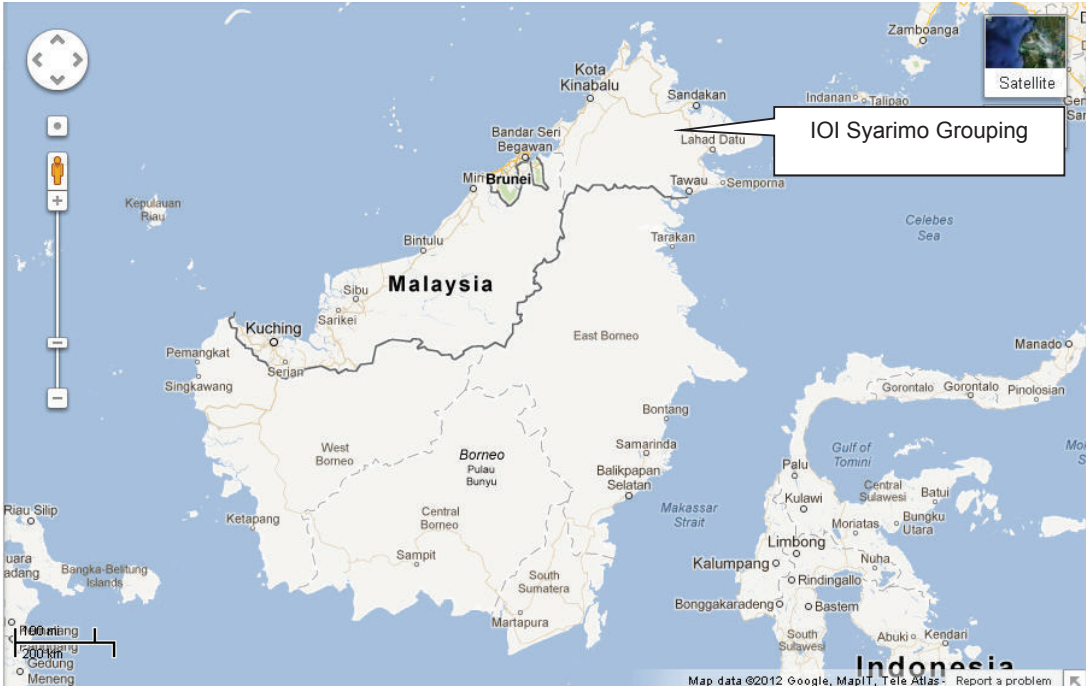 Zamboanga
Satellite
Kota
Kinabalu
Sandakan
Indanan
Talipao
IOI Syarimo Grouping
Bandar Seri
Begawan
Lahad Datu
Miri
Brunei
Tawau
Semporna
Kepulauan
Riau
Celebes
Sea
Bintulu
Tarakan
Malaysia
Sibu
Sarikei
Kuching
East Borneo
Pemangkat
Serian
Manado
Singkawang
Gorontalo
Gorontalo
Pinolosian
Bontang
West
Borneo
Borneo
Pulau
Bunyu
Samarinda
Gulf of
Tomini
Balikpapan
Selatan
Palu
Central
Sulawesi
Batui
Kulawi
Riau Silip
Ketapang
Central
Borneo
Makassar
Strait
Moriatas
Bungku
Utara
Sampit
Limbong
Nuha
Kalumpang
Bangka-Belitung
Islands
South
Sumatera
Rindingallo
Bonggakaradeng
Bastem
Martapura
100 mi
200 km
South
Sulawesi
Abuki
Kendari
Gedung
Meneng
Indonesia
Map data ©2012 Google, MapIT, Tele Atlas - Report a problem